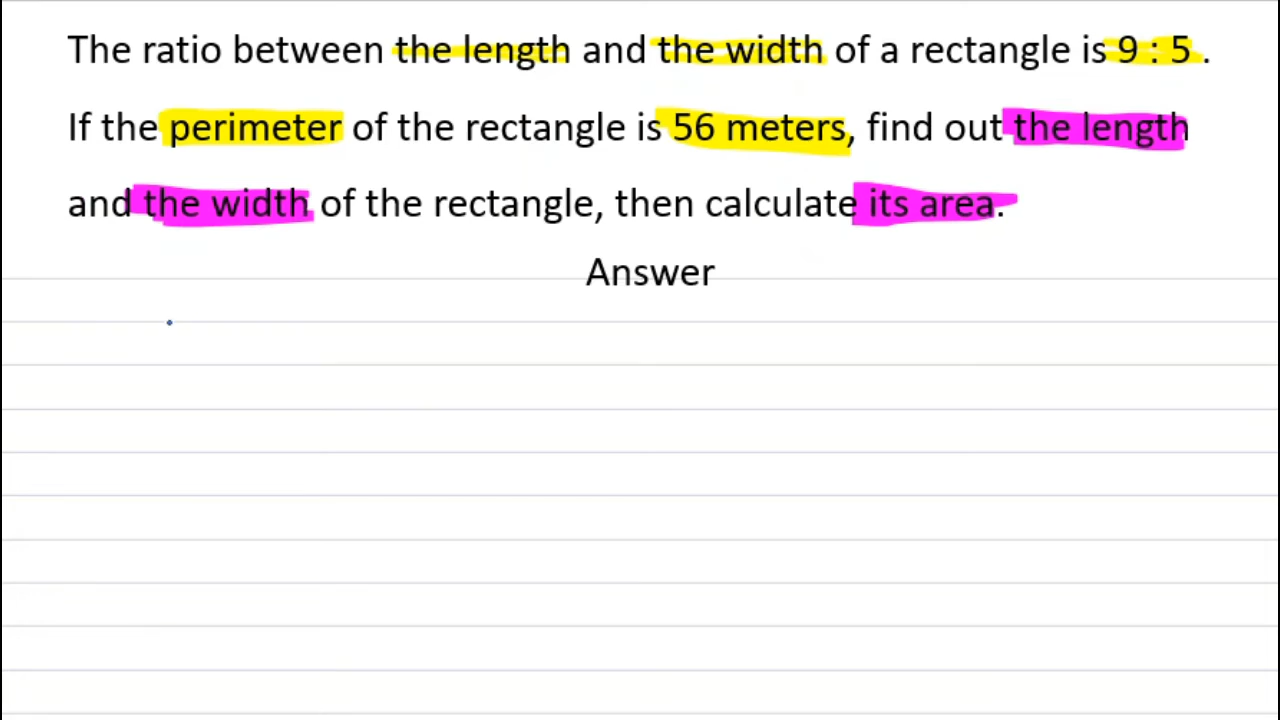 The ratio between the length and the width of a rectangle is 9 : 5 .
If the perimeter of the rectangle is 56 meters, find out the length
and the width of the rectangle, then calculate its area.
Answer